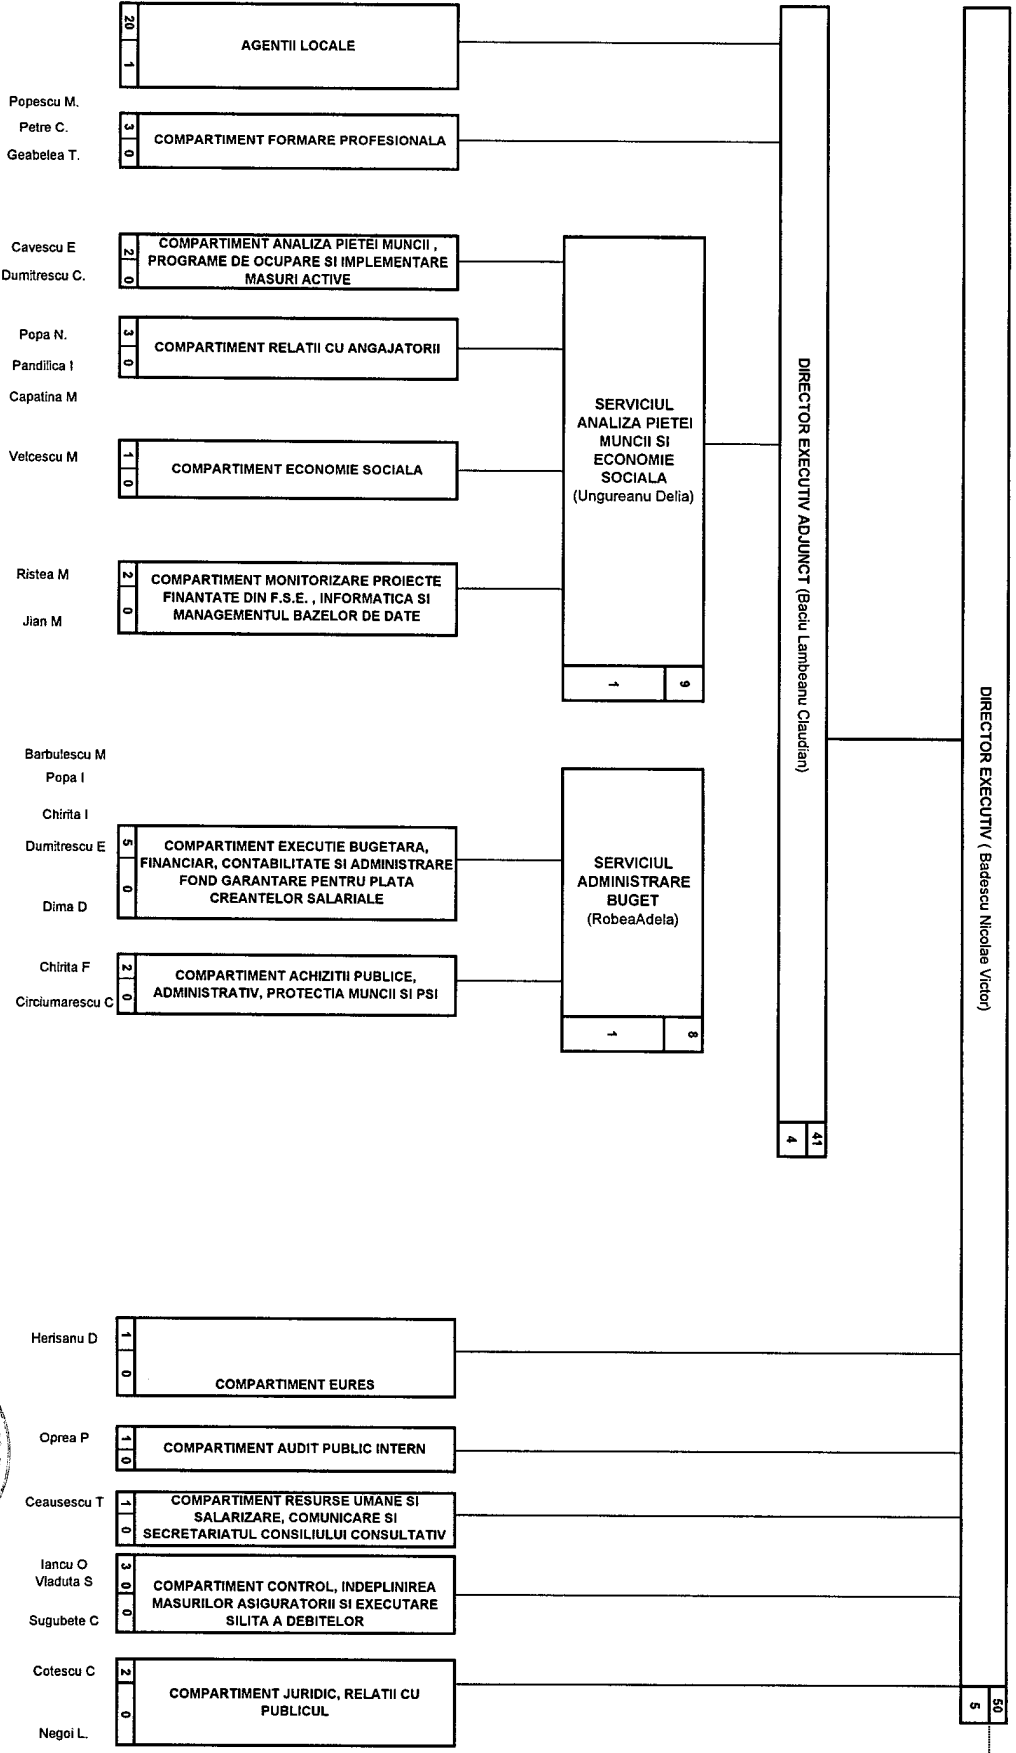 20
1
AGENTII LOCALE
Popescu M.
Petre C.
Geabelea T.
3
0
COMPARTIMENT FORMARE PROFESIONALA
Cavescu E
Dumitrescu C.
2
0
COMPARTIMENT ANALIZA PIETEI MUNCII ,
PROGRAME DE OCUPARE SI IMPLEMENTARE
MASURI ACTIVE
Popa N.
Pandilica I
Capatina M
3
0
COMPARTIMENT RELATII CU ANGAJATORII
Velcescu M
1
0
COMPARTIMENT ECONOMIE SOCIALA
Ristea M
Jian M
2
0
COMPARTIMENT MONITORIZARE PROIECTE
FINANTATE DIN F.S.E. , INFORMATICA SI
MANAGEMENTUL BAZELOR DE DATE
SERVICIUL
ANALIZA PIETEI
MUNCII SI
ECONOMIE
SOCIALA
(Ungureanu Delia)
1
9
Barbulescu M
Popa I
Chirita I
Dumitrescu E
Dima D
5
0
COMPARTIMENT EXECUTIE BUGETARA,
FINANCIAR, CONTABILITATE SI ADMINISTRARE
FOND GARANTARE PENTRU PLATA
CREANTELOR SALARIALE
Chirita F
Circiumarescu C
2
0
COMPARTIMENT ACHIZITII PUBLICE,
ADMINISTRATIV, PROTECTIA MUNCII SI PSI
SERVICIUL
ADMINISTRARE
BUGET
(RobeaAdela)
1
8
DIRECTOR EXECUTIV ADJUNCT (Baciu Lambeanu Claudian)
4
41
DIRECTOR EXECUTIV ( Badescu Nicolae Victor)
5
50
Herisanu D
1
0
COMPARTIMENT EURES
Oprea P
1
0
COMPARTIMENT AUDIT PUBLIC INTERN
Ceausescu T
1
0
COMPARTIMENT RESURSE UMANE SI
SALARIZARE, COMUNICARE SI
SECRETARIATUL CONSILIULUI CONSULTATIV
Iancu O
Vladuta S
Sugubete C
3
0
0
COMPARTIMENT CONTROL, INDEPLINIREA
MASURILOR ASIGURATORII SI EXECUTARE
SILITA A DEBITELOR
Cotescu C
Negoi L.
2
0
COMPARTIMENT JURIDIC, RELATII CU
PUBLICUL